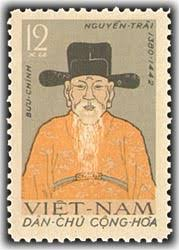 12
XU
NGUYỄN-TRÃI
1380-1442
BƯU-CHÍNH
VIỆT-NAM
DÂN-CHỦ CỘNG-HÒA